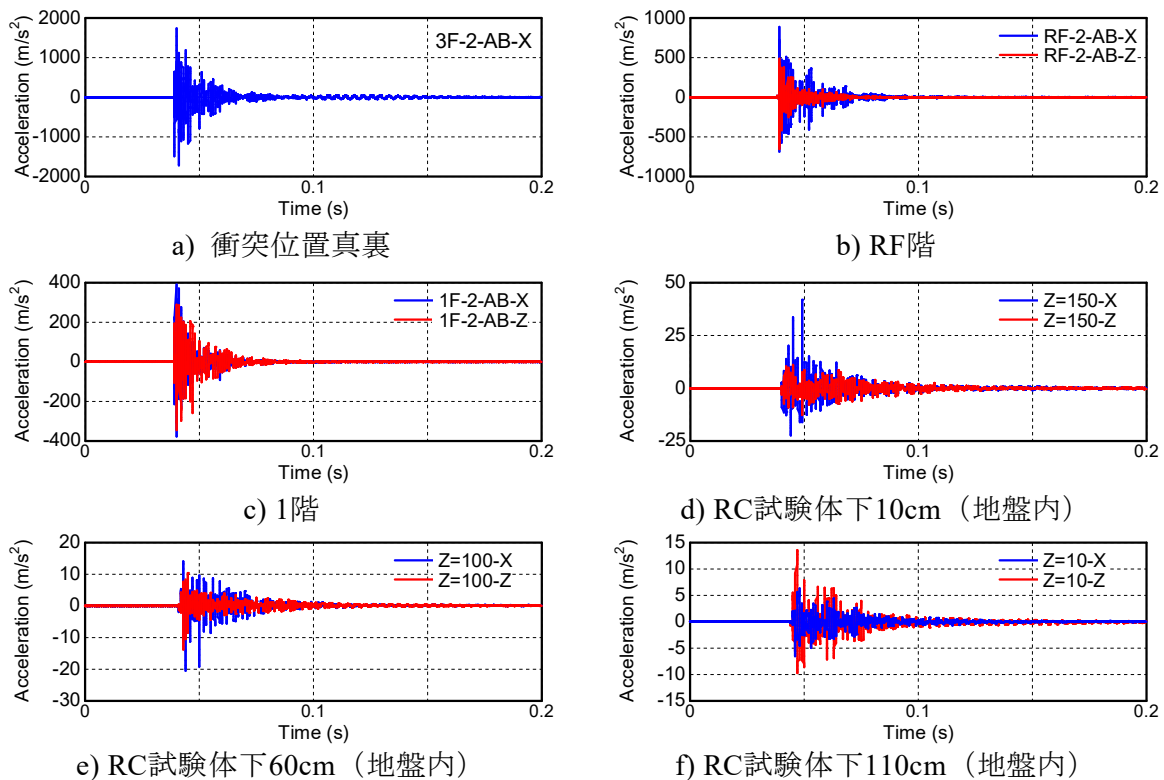 2000
1000
0
-1000
-2000
Acceleration (m/s²)
3F-2-AB-X
0
0.1
0.2
Time (s)
a) 衝突位置真裏
1000
500
0
-500
-1000
Acceleration (m/s²)
RF-2-AB-X
RF-2-AB-Z
0
0.1
0.2
Time (s)
b) RF階
400
200
0
-200
-400
Acceleration (m/s²)
1F-2-AB-X
1F-2-AB-Z
0
0.1
0.2
Time (s)
c) 1階
50
25
0
-25
Acceleration (m/s²)
Z=150-X
Z=150-Z
0
0.1
0.2
Time (s)
d) RC試験体下10cm（地盤内）
20
10
0
-10
-20
-30
Acceleration (m/s²)
Z=100-X
Z=100-Z
0
0.1
0.2
Time (s)
e) RC試験体下60cm（地盤内）
15
10
5
0
-5
-10
-15
Acceleration (m/s²)
Z=10-X
Z=10-Z
0
0.1
0.2
Time (s)
f) RC試験体下110cm（地盤内）